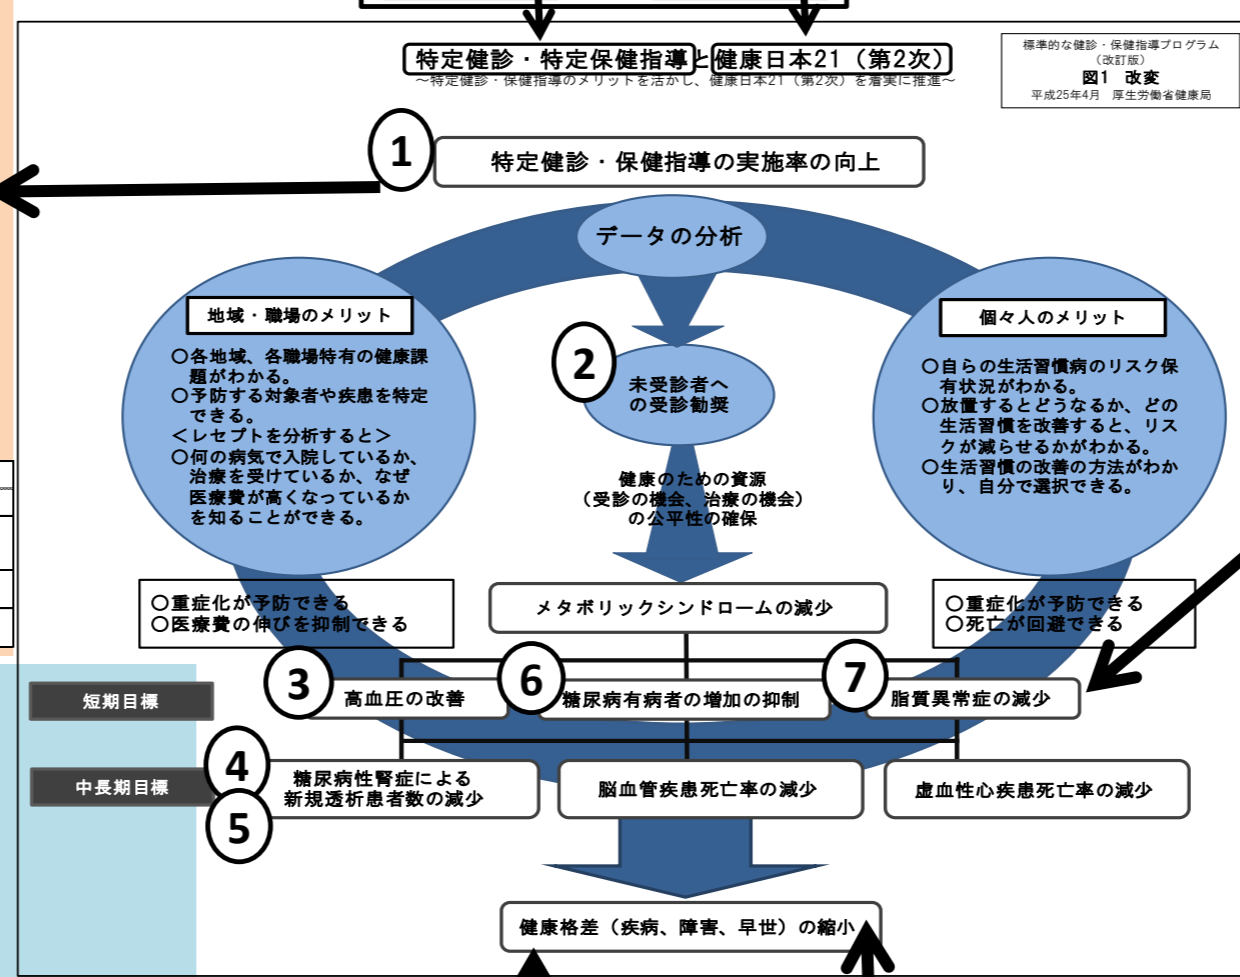 特定健診・特定保健指導と健康日本21（第2次）
～特定健診・保健指導のメリットを活かし、健康日本21（第2次）を着実に推進～
標準的な健診・保健指導プログラム
（改訂版）
図1　改変
平成25年4月　厚生労働省健康局
1
特定健診・保健指導の実施率の向上
データの分析
地域・職場のメリット
〇各地域、各職場特有の健康課
題がわかる。
〇予防する対象者や疾患を特定
できる。
＜レセプトを分析すると＞
〇何の病気で入院しているか、
治療を受けているか、なぜ
医療費が高くなっているか
を知ることができる。
2
未受診者へ
の受診勧奨
個々人のメリット
〇自らの生活習慣病のリスク保
有状況がわかる。
〇放置するとどうなるか、どの
生活習慣を改善すると、リス
クが減らせるかがわかる。
〇生活習慣の改善の方法がわか
り、自分で選択できる。
健康のための資源
（受診の機会、治療の機会）
の公平性の確保
〇重症化が予防できる
〇医療費の伸びを抑制できる
メタボリックシンドロームの減少
〇重症化が予防できる
〇死亡が回避できる
短期目標
3
高血圧の改善
6
糖尿病有病者の増加の抑制
7
脂質異常症の減少
中長期目標
4
5
糖尿病性腎症による
新規透析患者数の減少
脳血管疾患死亡率の減少
虚血性心疾患死亡率の減少
健康格差（疾病、障害、早世）の縮小